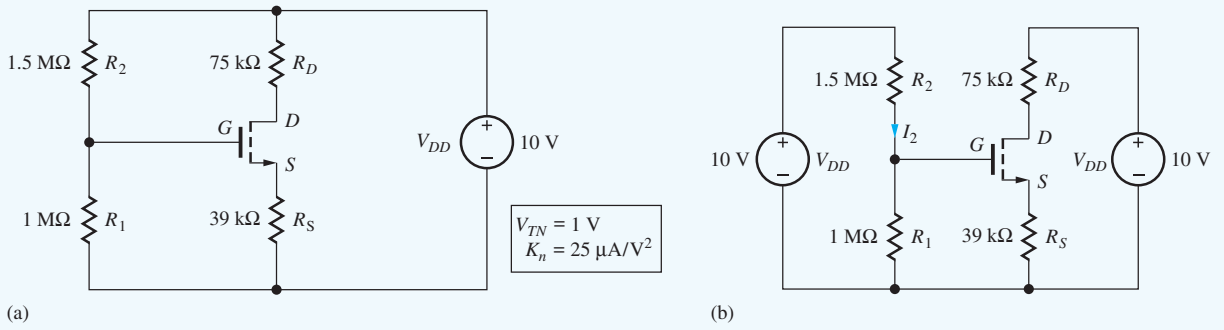 1.5 MΩ R2 75 kΩ RD
G D
S
VDD 10 V
1 MΩ R1 39 kΩ RS
VTN = 1 V
Kn = 25 μA/V²
(a)
1.5 MΩ R2 75 kΩ RD
I2
10 V VDD G D
S
VDD 10 V
1 MΩ R1 39 kΩ RS
(b)